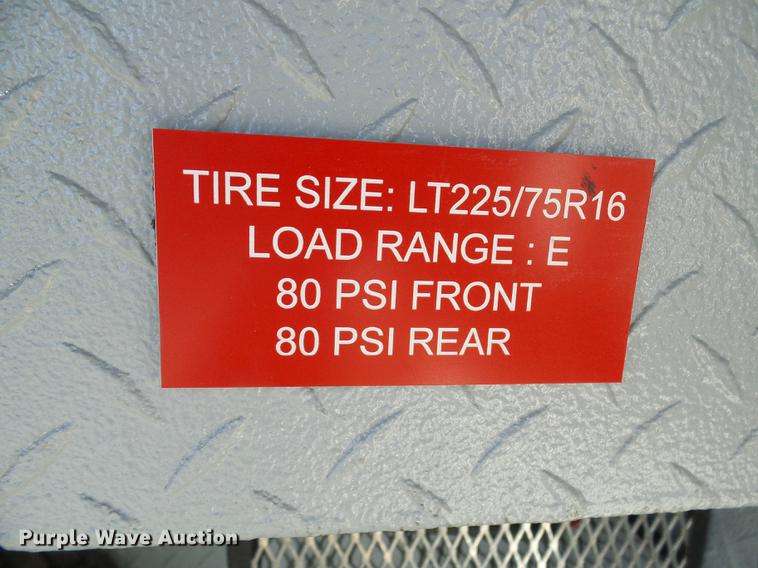 TIRE SIZE: LT225/75R16
LOAD RANGE : E
80 PSI FRONT
80 PSI REAR
Purple Wave Auction